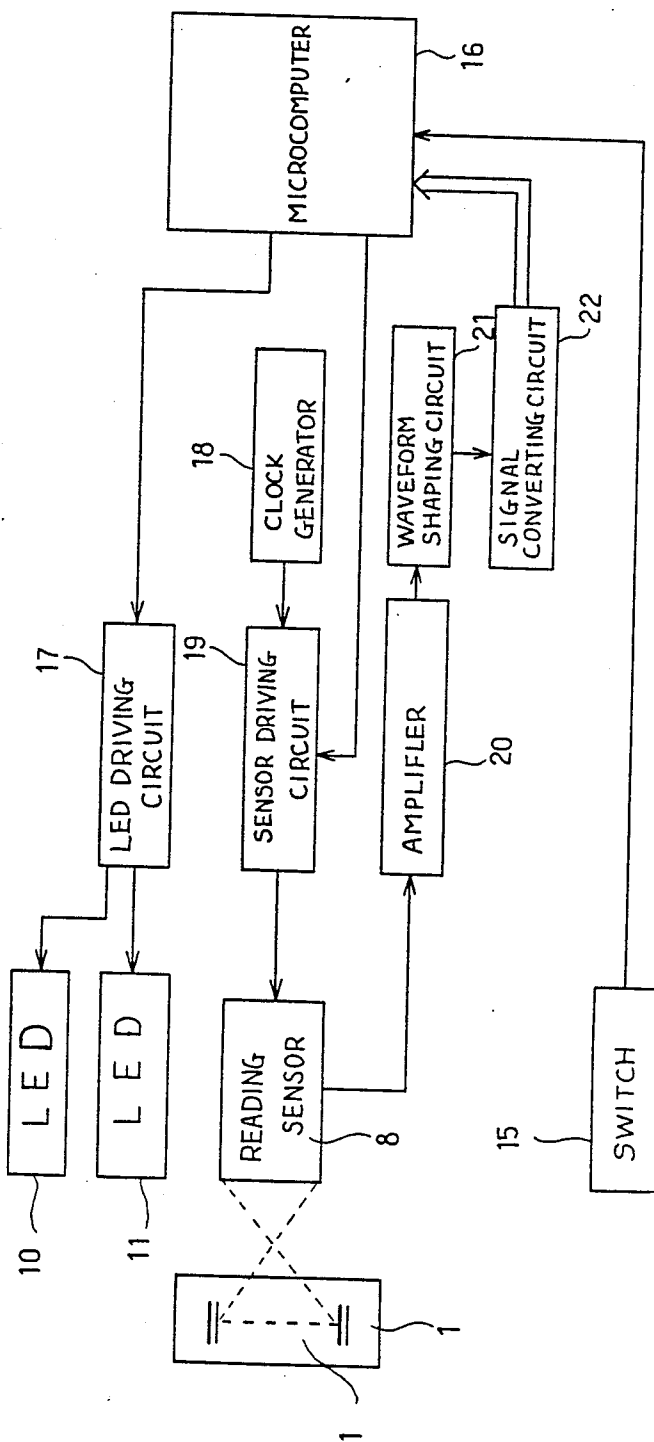 LED
10
LED
11
LED DRIVING
CIRCUIT
17
MICROCOMPUTER
16
CLOCK
GENERATOR
18
SENSOR DRIVING
CIRCUIT
19
READING
SENSOR
8
1
1
AMPLIFLER
20
WAVEFORM
SHAPING CIRCUIT
21
SIGNAL
CONVERTING CIRCUIT
22
SWITCH
15